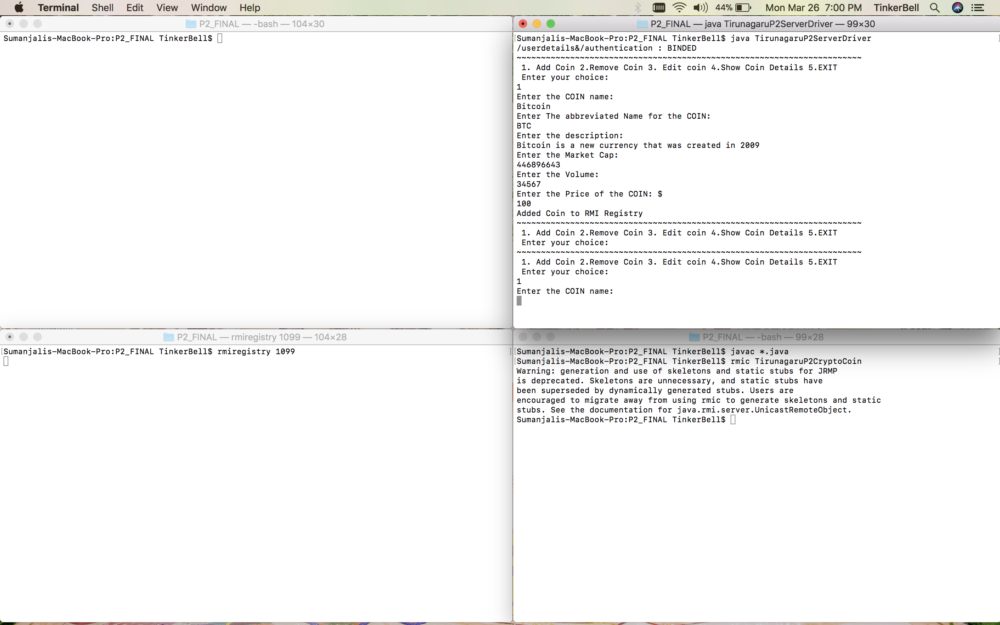 Terminal Shell Edit View Window Help 44% Mon Mar 26 7:00 PM TinkerBell
P2_FINAL — -bash — 104×30
Sumanjalis-MacBook-Pro:P2_FINAL TinkerBell$
P2_FINAL — java TirunagaruP2ServerDriver — 99×30
[Sumanjalis-MacBook-Pro:P2_FINAL TinkerBell$ java TirunagaruP2ServerDriver ]
/userdetails&/authentication : BINDED
~~~~~~~~~~~~~~~~~~~~~~~~~~~~~~~~~~~~~~~~~~~~~~~~~~~~~~~~~~~~~~~~~~~~~~~
1. Add Coin 2.Remove Coin 3. Edit coin 4.Show Coin Details 5.EXIT
Enter your choice:
1
Enter the COIN name:
Bitcoin
Enter The abbreviated Name for the COIN:
BTC
Enter the description:
Bitcoin is a new currency that was created in 2009
Enter the Market Cap:
446896643
Enter the Volume:
34567
Enter the Price of the COIN: $
100
Added Coin to RMI Registry
~~~~~~~~~~~~~~~~~~~~~~~~~~~~~~~~~~~~~~~~~~~~~~~~~~~~~~~~~~~~~~~~~~~~~~~
1. Add Coin 2.Remove Coin 3. Edit coin 4.Show Coin Details 5.EXIT
Enter your choice:
~~~~~~~~~~~~~~~~~~~~~~~~~~~~~~~~~~~~~~~~~~~~~~~~~~~~~~~~~~~~~~~~~~~~~~~
1. Add Coin 2.Remove Coin 3. Edit coin 4.Show Coin Details 5.EXIT
Enter your choice:
1
Enter the COIN name:
P2_FINAL — rmiregistry 1099 — 104×28
[Sumanjalis-MacBook-Pro:P2_FINAL TinkerBell$ rmiregistry 1099 ]
P2_FINAL — -bash — 99×28
[Sumanjalis-MacBook-Pro:P2_FINAL TinkerBell$ javac *.java ]
[Sumanjalis-MacBook-Pro:P2_FINAL TinkerBell$ rmic TirunagaruP2CryptoCoin ]
Warning: generation and use of skeletons and static stubs for JRMP
is deprecated. Skeletons are unnecessary, and static stubs have
been superseded by dynamically generated stubs. Users are
encouraged to migrate away from using rmic to generate skeletons and static
stubs. See the documentation for java.rmi.server.UnicastRemoteObject.
Sumanjalis-MacBook-Pro:P2_FINAL TinkerBell$